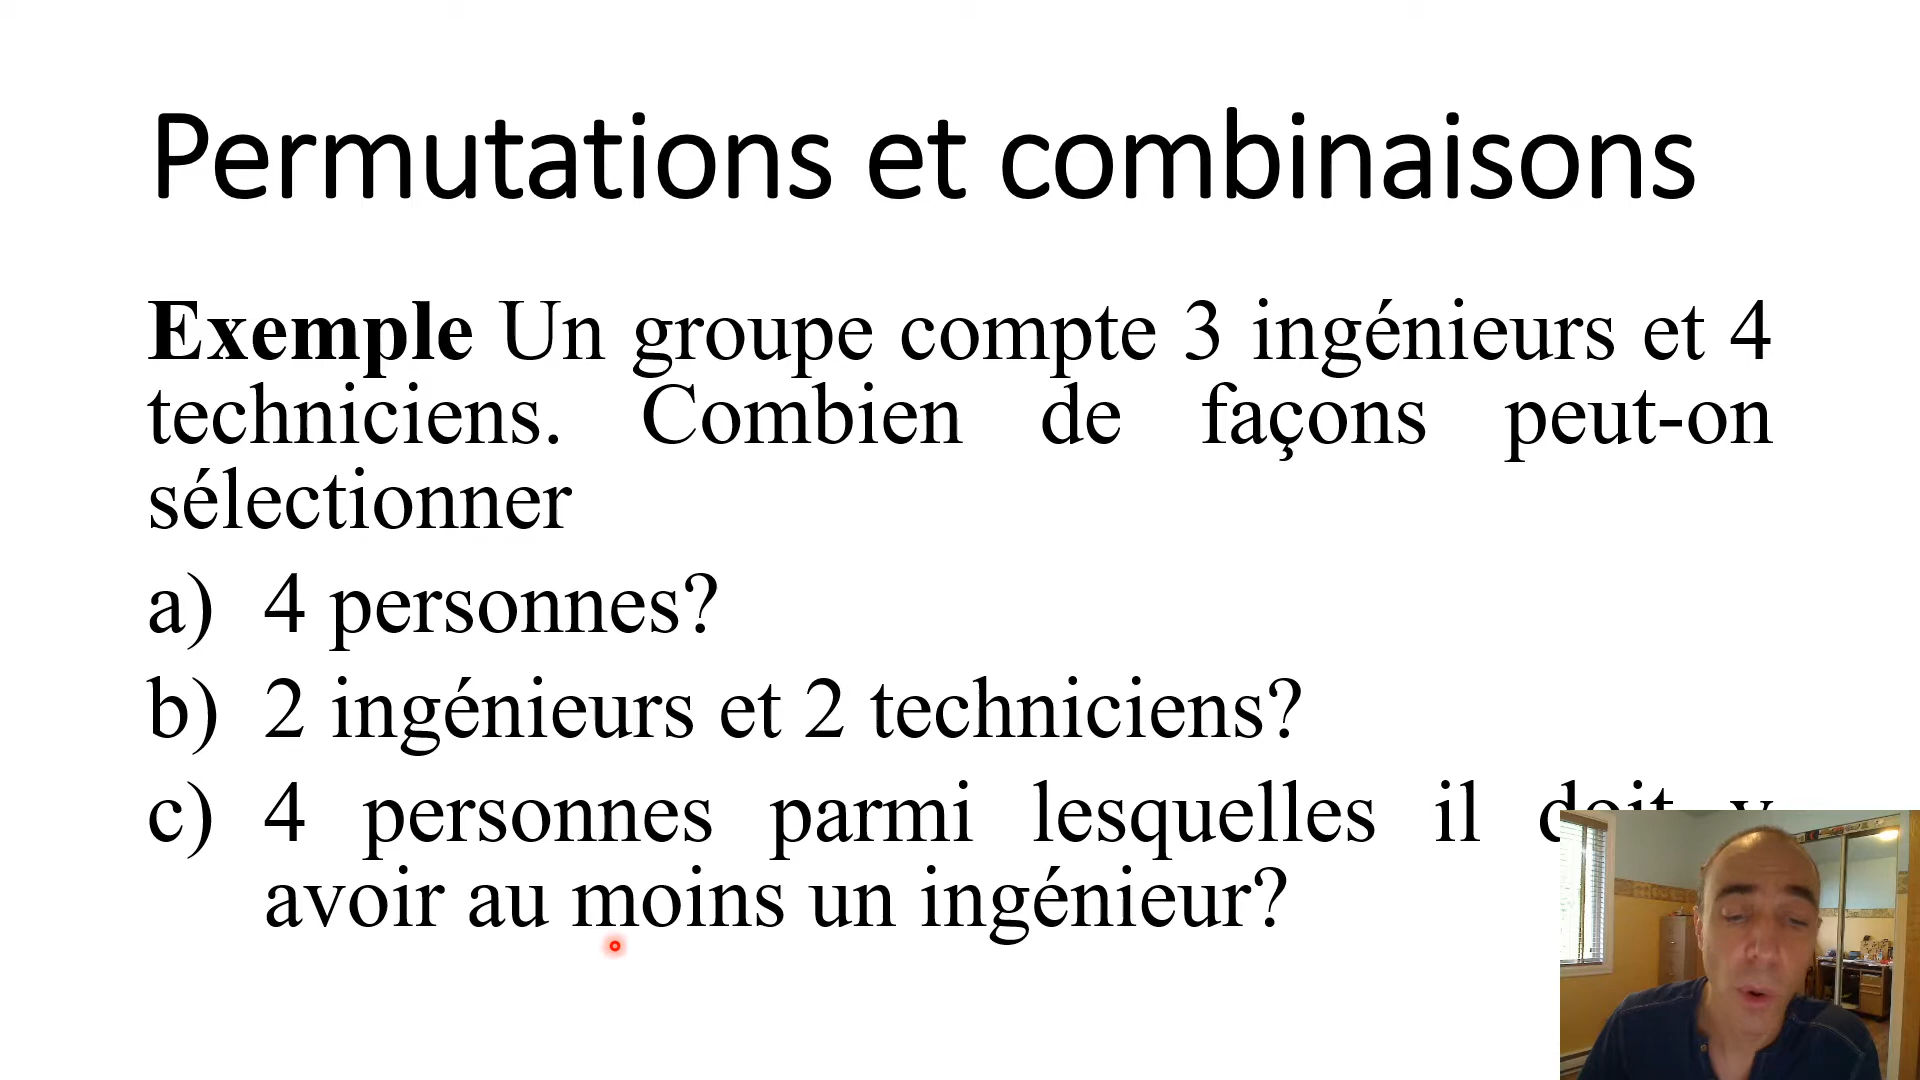 Permutations et combinaisons
Exemple Un groupe compte 3 ingénieurs et 4
techniciens. Combien de façons peut-on
sélectionner
a) 4 personnes?
b) 2 ingénieurs et 2 techniciens?
c) 4 personnes parmi lesquelles il doit y
avoir au moins un ingénieur?